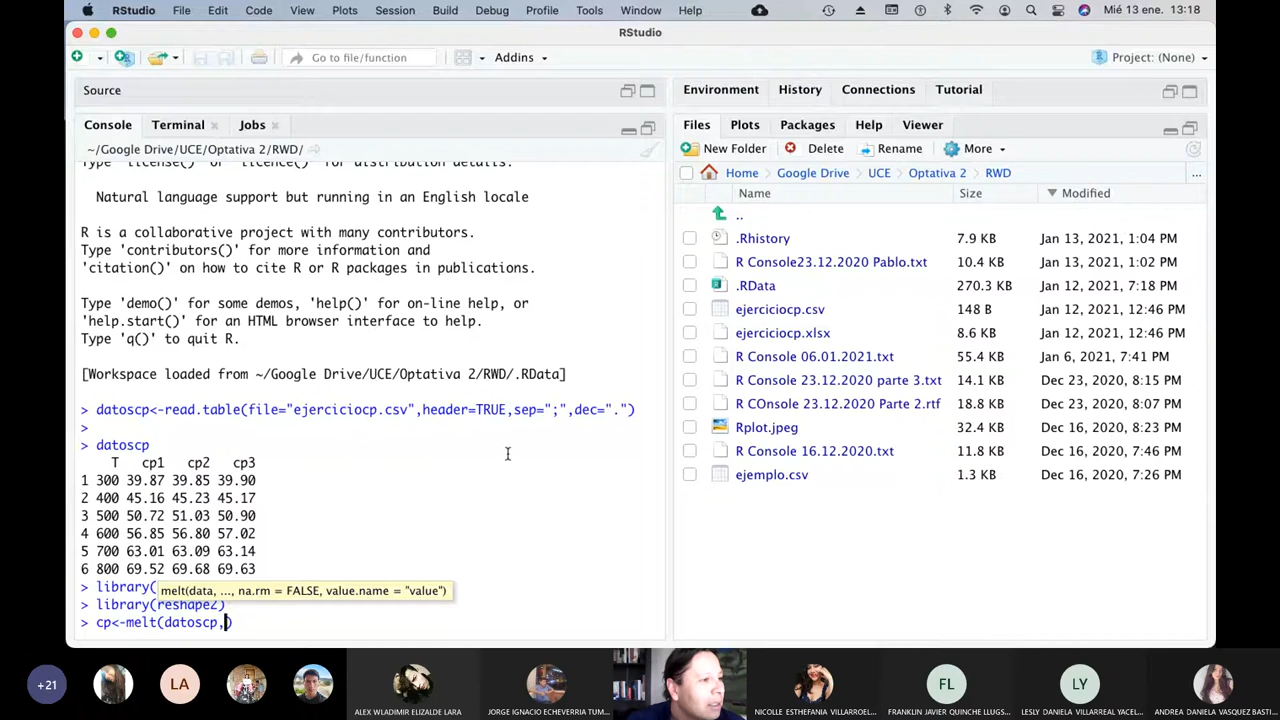 RStudio File Edit Code View Plots Session Build Debug Profile Tools Window Help Mié 13 ene. 13:18
RStudio
Go to file/function Addins Project: (None)
Source
Console Terminal Jobs
~/Google Drive/UCE/Optativa 2/RWD/
Type 'license()' or 'licence()' for distribution details.
Natural language support but running in an English locale
R is a collaborative project with many contributors.
Type 'contributors()' for more information and
'citation()' on how to cite R or R packages in publications.
Type 'demo()' for some demos, 'help()' for on-line help, or
'help.start()' for an HTML browser interface to help.
Type 'q()' to quit R.
[Workspace loaded from ~/Google Drive/UCE/Optativa 2/RWD/.RData]
> datoscp<-read.table(file="ejerciciocp.csv",header=TRUE,sep=";",dec=".")
>
> datoscp
T cp1 cp2 cp3
1 300 39.87 39.85 39.90
2 400 45.16 45.23 45.17
3 500 50.72 51.03 50.90
4 600 56.85 56.80 57.02
5 700 63.01 63.09 63.14
6 800 69.52 69.68 69.63
> library(
melt(data, ..., na.rm = FALSE, value.name = "value")
> library(reshape2)
> cp<-melt(datoscp,)
Environment History Connections Tutorial
Files Plots Packages Help Viewer
New Folder Delete Rename More
Home Google Drive UCE Optativa 2 RWD ...
Name Size Modified
..
.Rhistory 7.9 KB Jan 13, 2021, 1:04 PM
R Console23.12.2020 Pablo.txt 10.4 KB Jan 13, 2021, 1:02 PM
.RData 270.3 KB Jan 12, 2021, 7:18 PM
ejerciciocp.csv 148 B Jan 12, 2021, 12:46 PM
ejerciciocp.xlsx 8.6 KB Jan 12, 2021, 12:46 PM
R Console 06.01.2021.txt 55.4 KB Jan 6, 2021, 7:41 PM
R Console 23.12.2020 parte 3.txt 14.1 KB Dec 23, 2020, 8:15 PM
R COnsole 23.12.2020 Parte 2.rtf 18.8 KB Dec 23, 2020, 8:07 PM
Rplot.jpeg 32.4 KB Dec 16, 2020, 8:23 PM
R Console 16.12.2020.txt 11.8 KB Dec 16, 2020, 7:46 PM
ejemplo.csv 1.3 KB Dec 16, 2020, 7:26 PM
+21 LA FL LY
ALEX WLADIMIR ELIZALDE LARA JORGE IGNACIO ECHEVERRIA TUM... NICOLLE ESTHEFANIA VILLARROEL... FRANKLIN JAVIER QUINCHE LLUGS... LESLY DANIELA VILLARREAL YACEL... ANDREA DANIELA VASQUEZ BASTI...